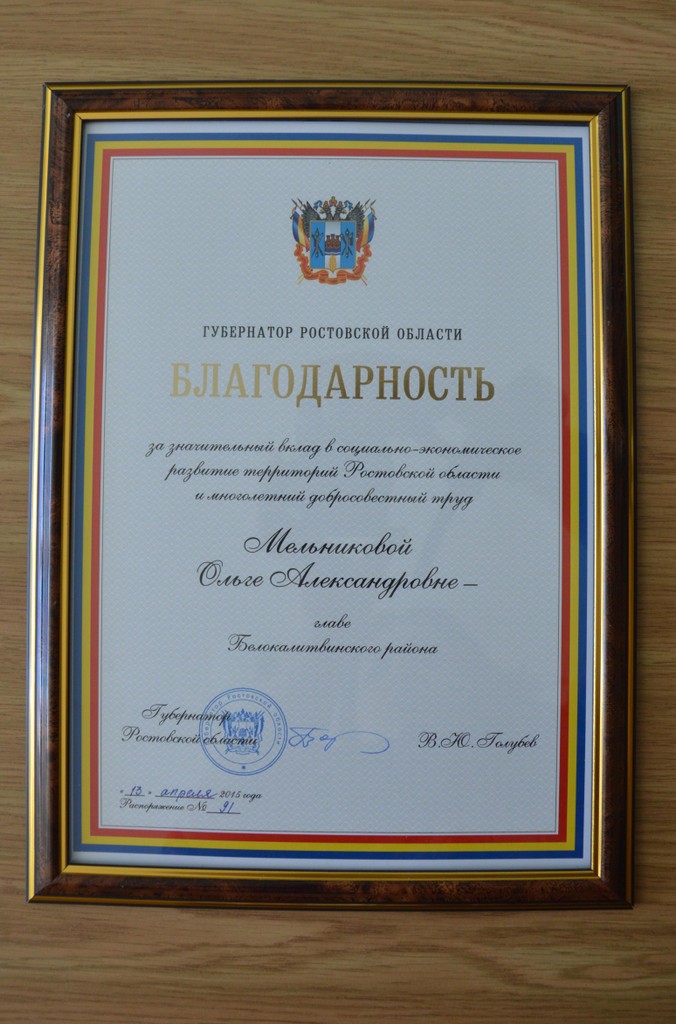 ГУБЕРНАТОР РОСТОВСКОЙ ОБЛАСТИ
БЛАГОДАРНОСТЬ
за значительный вклад в социально-экономическое
развитие территорий Ростовской области
и многолетний добросовестный труд
Мельниковой
Ольге Александровне –
главе
Белокалитвинского района
Губернатор
Ростовской области
В.Ю. Голубев
« 13 » апреля 2015 года
Распоряжение № 91